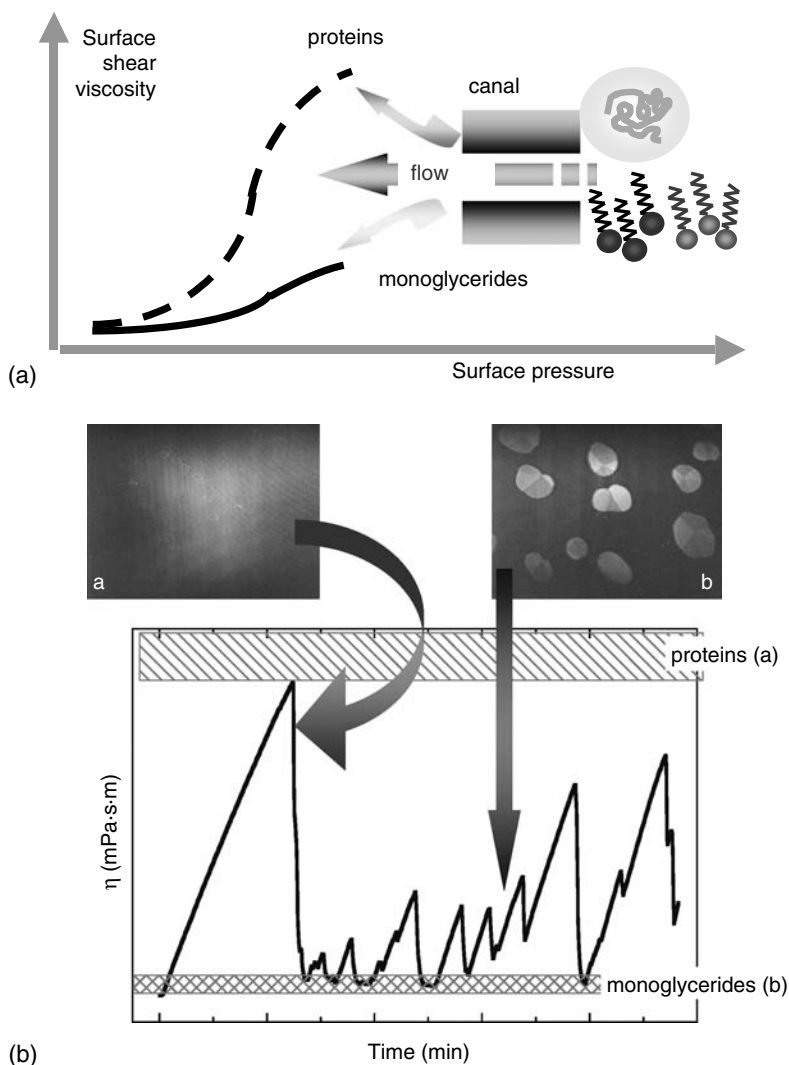 Surface
shear
viscosity
proteins
canal
flow
monoglycerides
Surface pressure
(a)
a
b
proteins (a)
η (mPa·s·m)
monoglycerides (b)
Time (min)
(b)